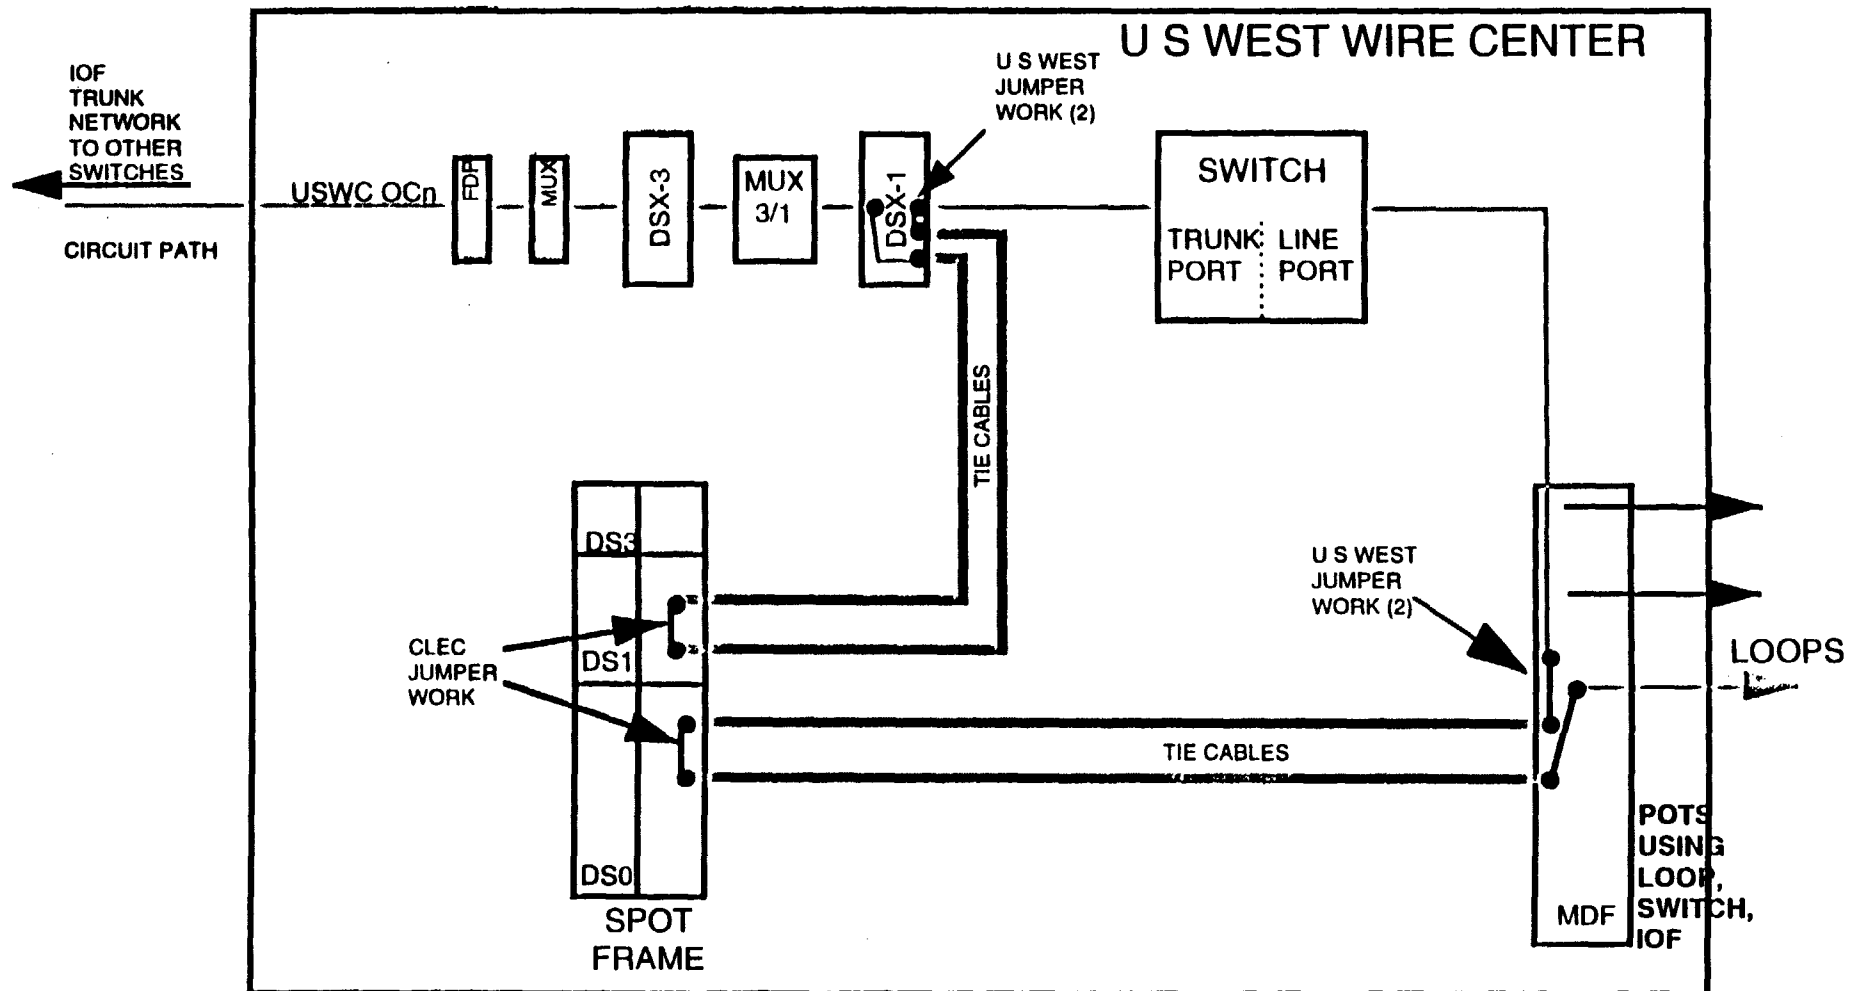 U S WEST WIRE CENTER
IOF
TRUNK
NETWORK
TO OTHER
SWITCHES
U S WEST
JUMPER
WORK (2)
USWC OCn
FDP
MUX
DSX-3
MUX
3/1
DSX-1
SWITCH
TRUNK
PORT
LINE
PORT
CIRCUIT PATH
TIE CABLES
DS3
DS1
DS0
CLEC
JUMPER
WORK
U S WEST
JUMPER
WORK (2)
LOOPS
TIE CABLES
POTS
USING
LOOP,
SWITCH,
IOF
MDF
SPOT
FRAME